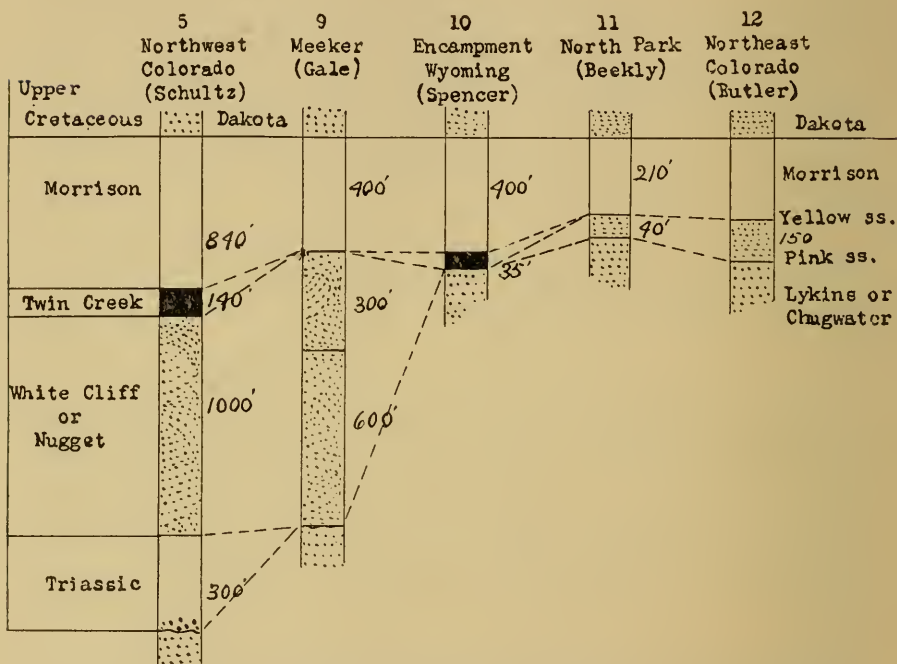 5
Northwest
Colorado
(Schultz)
9
Meeker
(Gale)
10
Encampment
Wyoming
(Spencer)
11
North Park
(Beekly)
12
Northeast
Colorado
(Butler)
Upper
Cretaceous
Dakota
Dakota
Morrison
840'
400'
400'
210'
Morrison
40'
Yellow ss.
150
Pink ss.
Twin Creek
140'
300'
35'
Lykins or
Chugwater
White Cliff
or
Nugget
1000'
600'
Triassic
300'